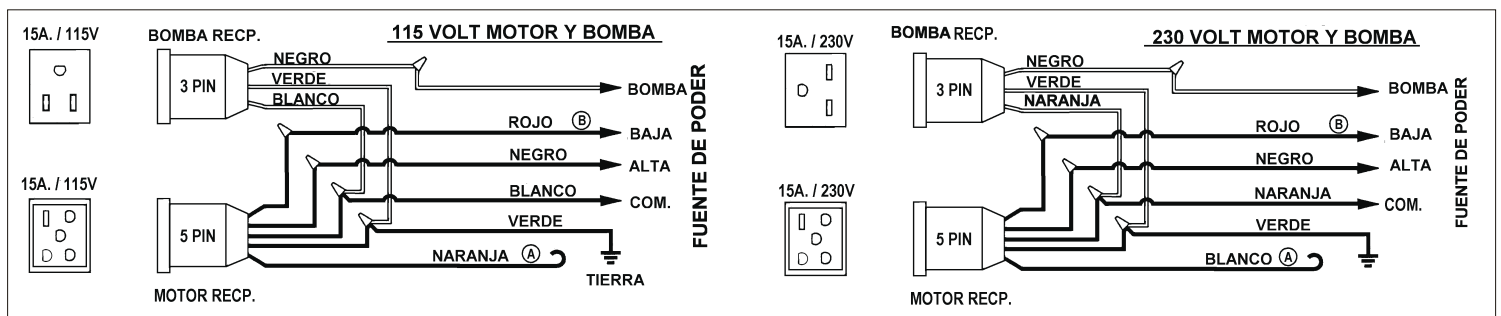 115 VOLT MOTOR Y BOMBA
15A. / 115V
BOMBA RECP.
3 PIN
NEGRO
VERDE
BLANCO
BOMBA
ROJO B BAJA
NEGRO ALTA
15A. / 115V
BLANCO COM.
5 PIN
VERDE
NARANJA A
TIERRA
MOTOR RECP.
FUENTE DE PODER
230 VOLT MOTOR Y BOMBA
15A. / 230V
BOMBA RECP.
3 PIN
NEGRO
VERDE
NARANJA
BOMBA
ROJO B BAJA
NEGRO ALTA
15A. / 230V
NARANJA COM.
5 PIN
VERDE
BLANCO A
MOTOR RECP.
FUENTE DE PODER